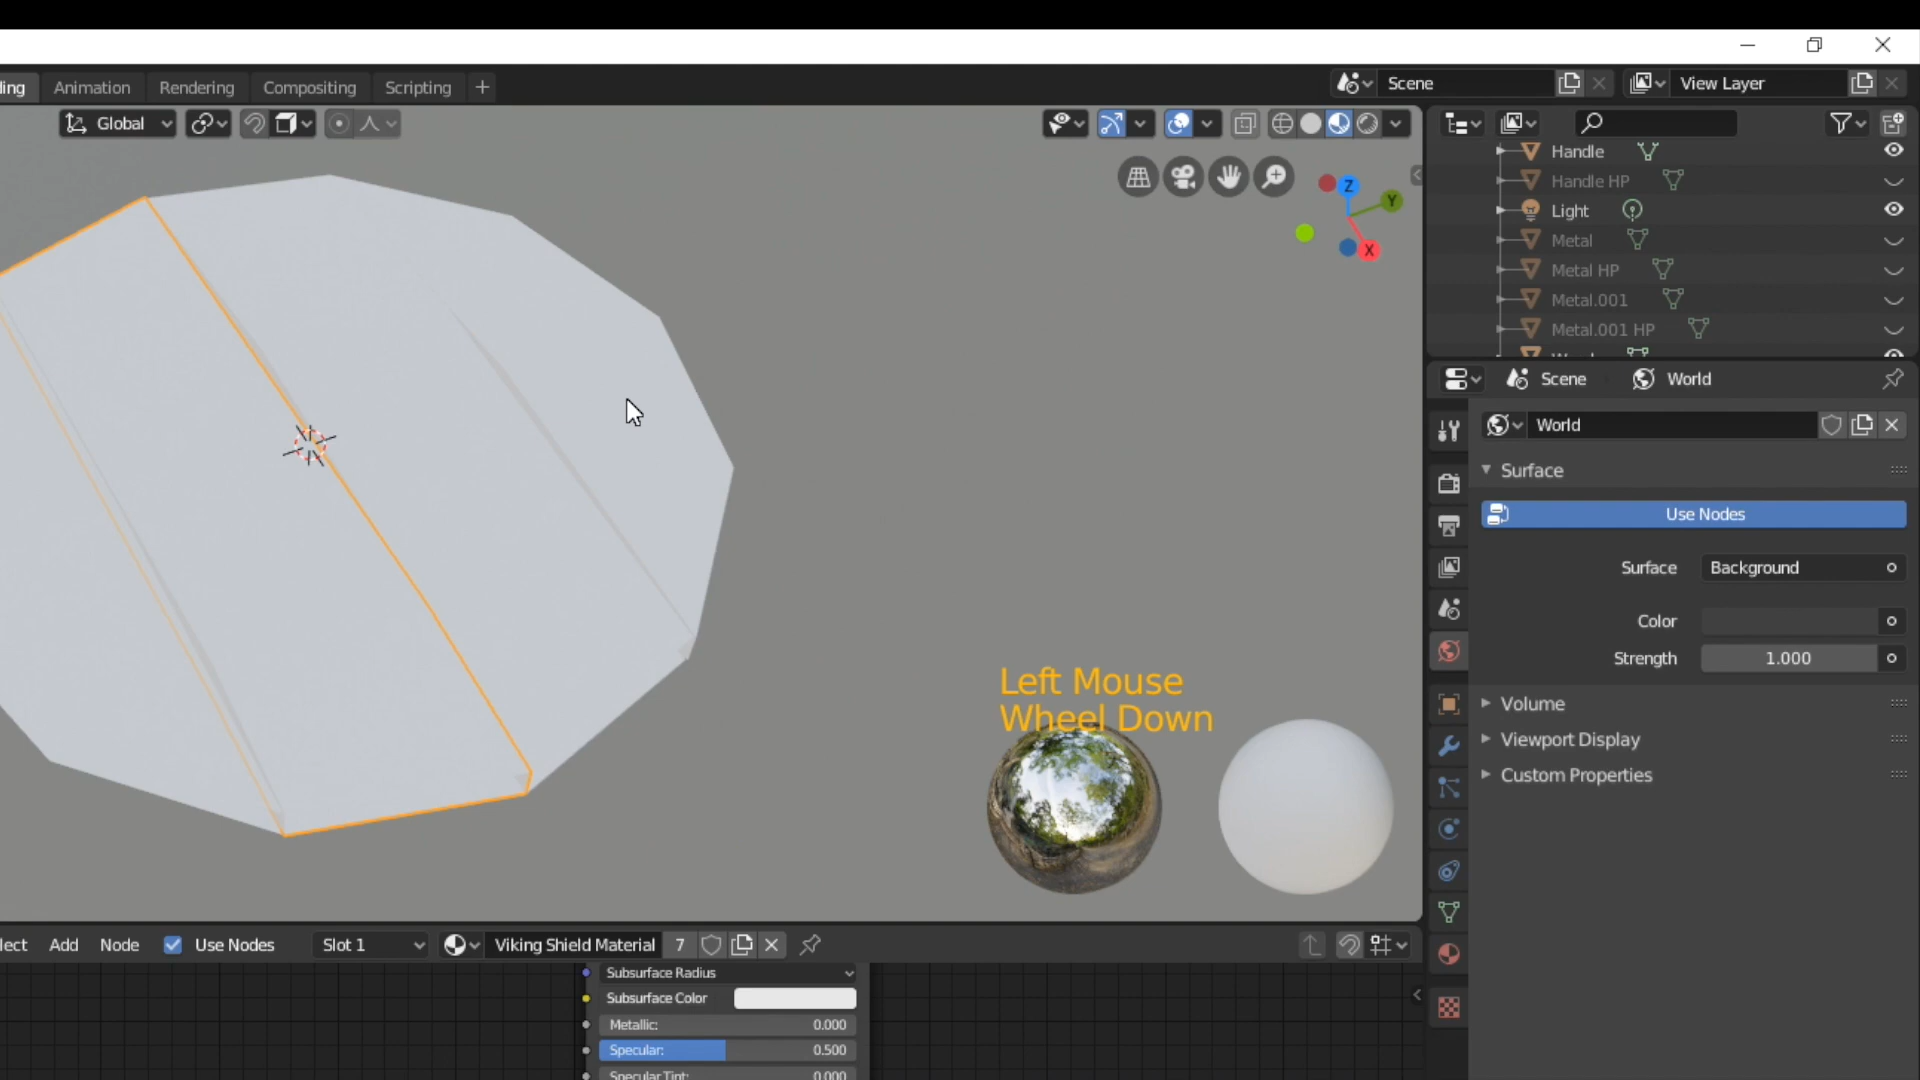 ding Animation Rendering Compositing Scripting + Scene View Layer
Global
Handle
Handle HP
Light
Metal
Metal HP
Metal.001
Metal.001 HP
Z
Y
X
Scene World
World
Surface
Use Nodes
Surface Background
Color
Strength 1.000
Volume
Viewport Display
Custom Properties
Left Mouse
Wheel Down
lect Add Node Use Nodes Slot 1 Viking Shield Material 7
Subsurface Radius
Subsurface Color
Metallic: 0.000
Specular: 0.500
Specular Tint: 0.000